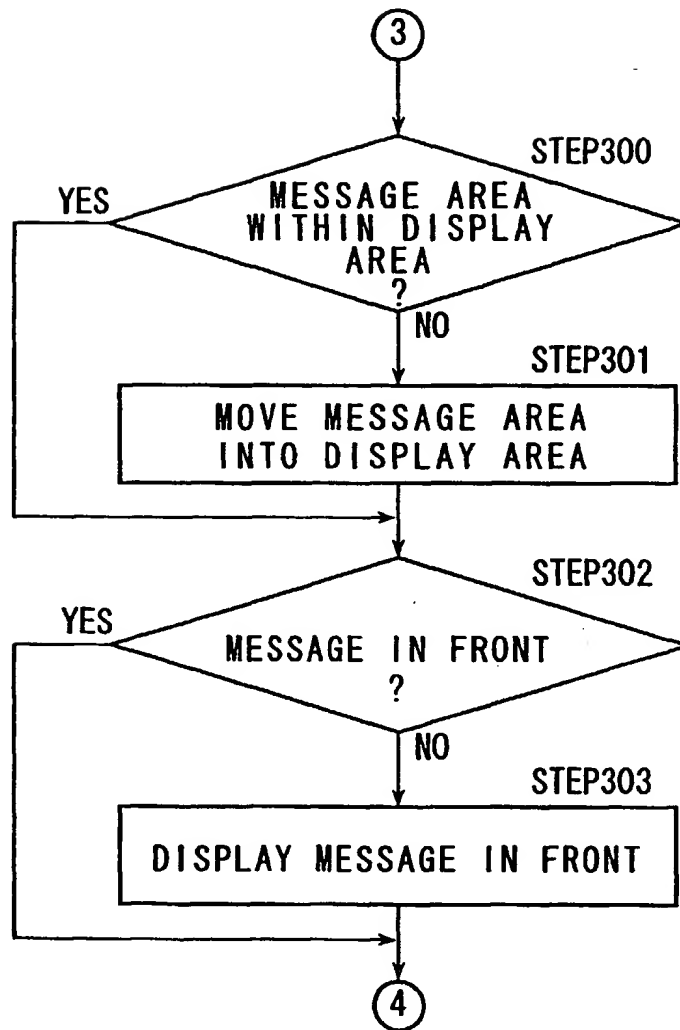 3
STEP300
YES
MESSAGE AREA
WITHIN DISPLAY
AREA
?
NO
STEP301
MOVE MESSAGE AREA
INTO DISPLAY AREA
STEP302
YES
MESSAGE IN FRONT
?
NO
STEP303
DISPLAY MESSAGE IN FRONT
4